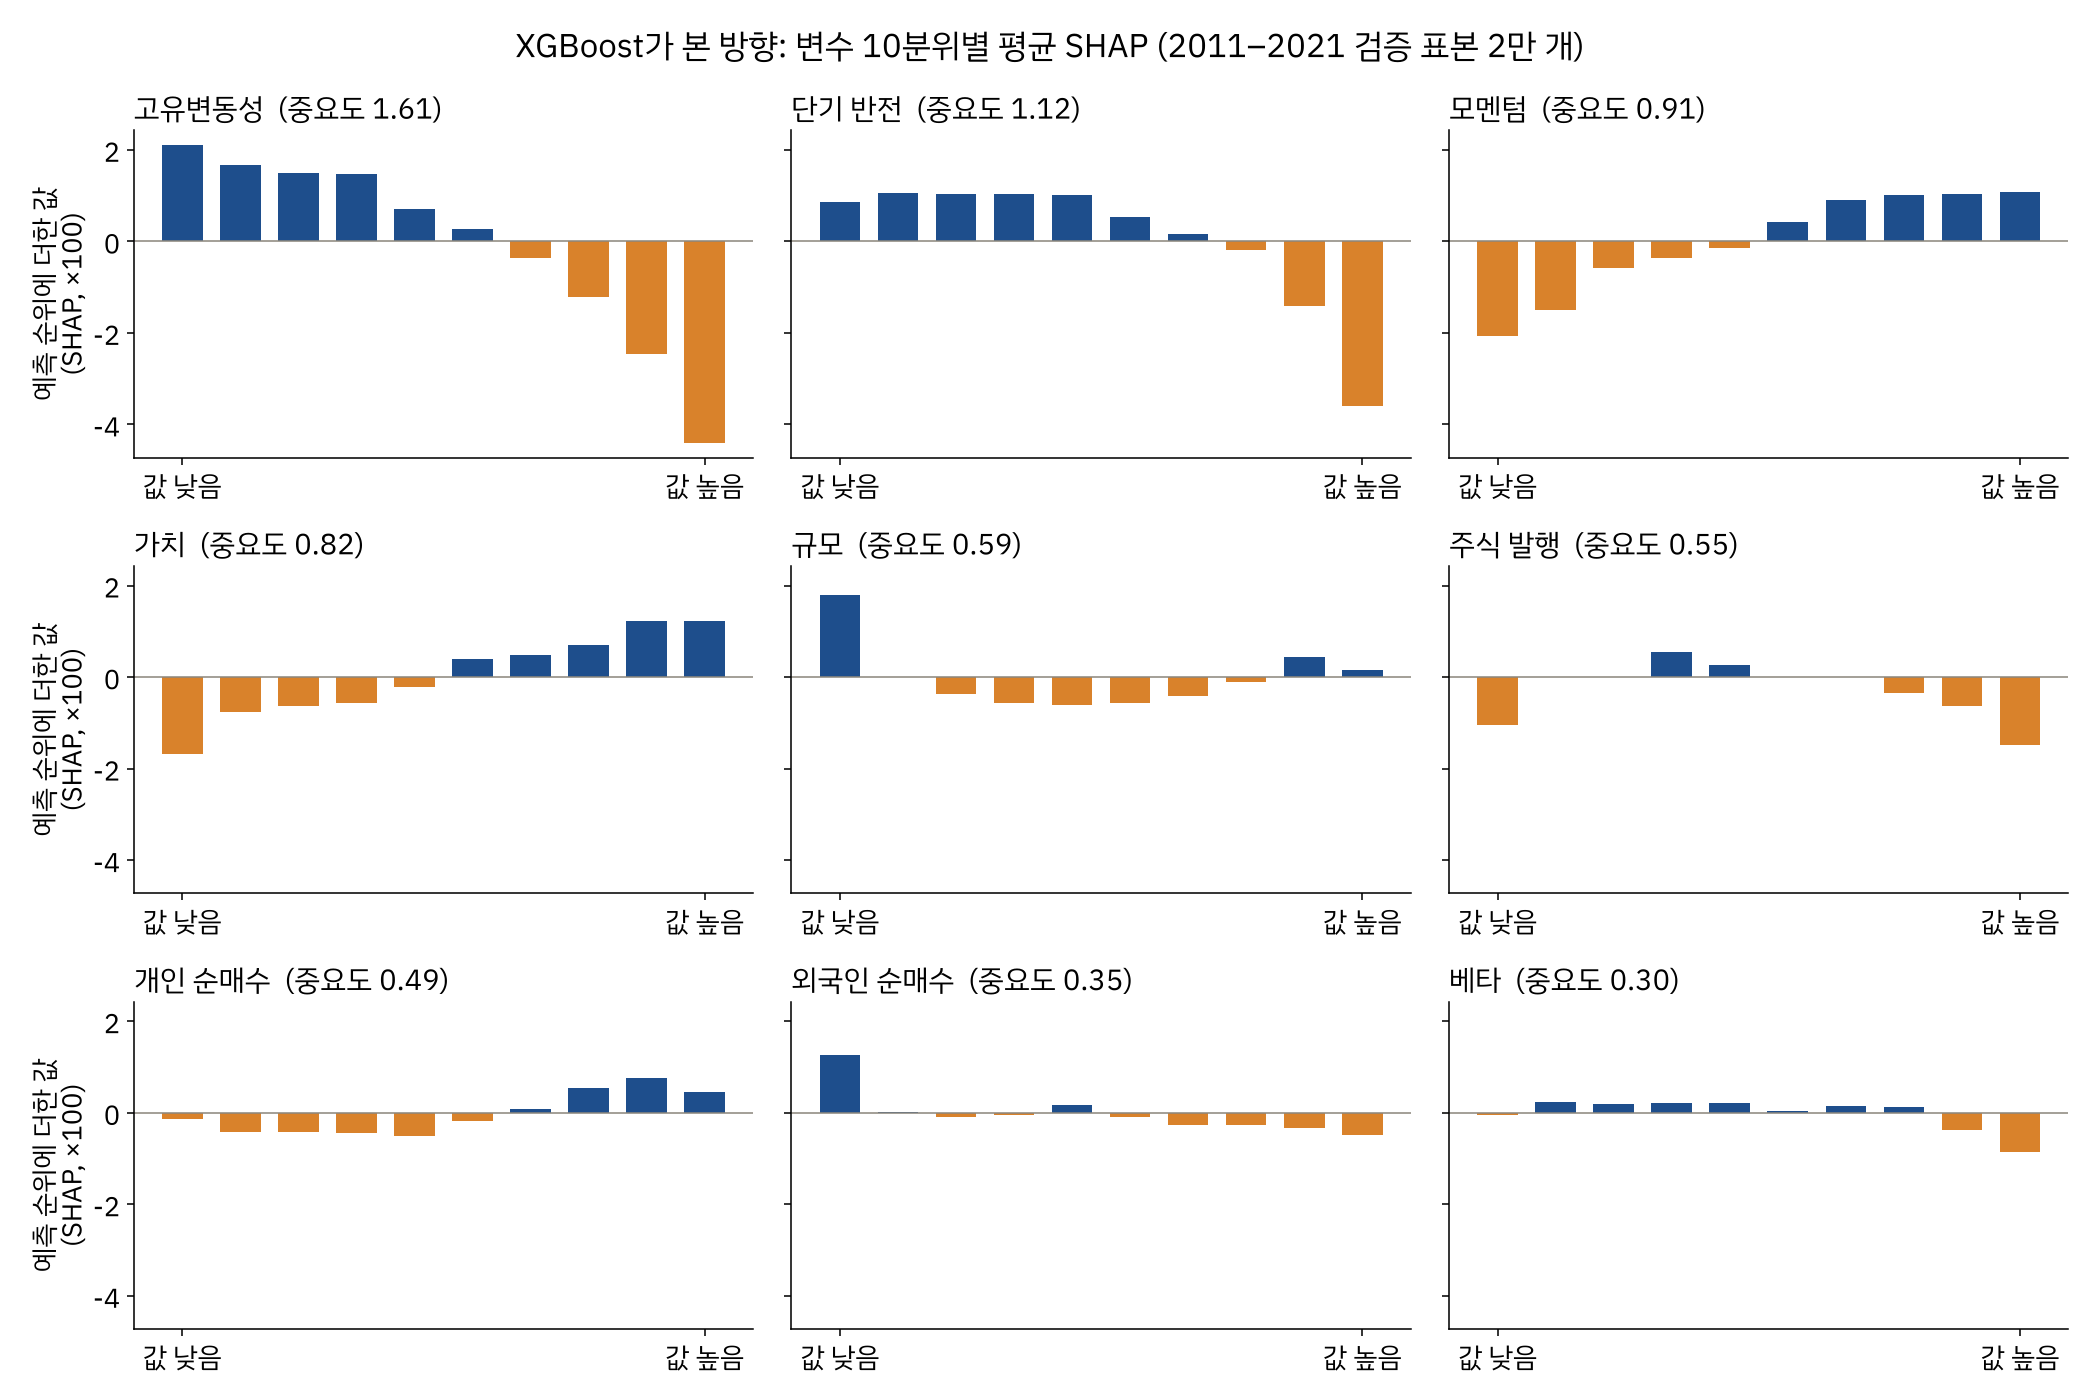 XGBoost가 본 방향: 변수 10분위별 평균 SHAP (2011–2021 검증 표본 2만 개)
고유변동성 (중요도 1.61)
예측 순위에 더한 값
(SHAP, ×100)
2
0
-2
-4
값 낮음
값 높음
단기 반전 (중요도 1.12)
값 낮음
값 높음
모멘텀 (중요도 0.91)
값 낮음
값 높음
가치 (중요도 0.82)
예측 순위에 더한 값
(SHAP, ×100)
2
0
-2
-4
값 낮음
값 높음
규모 (중요도 0.59)
값 낮음
값 높음
주식 발행 (중요도 0.55)
값 낮음
값 높음
개인 순매수 (중요도 0.49)
예측 순위에 더한 값
(SHAP, ×100)
2
0
-2
-4
값 낮음
값 높음
외국인 순매수 (중요도 0.35)
값 낮음
값 높음
베타 (중요도 0.30)
값 낮음
값 높음